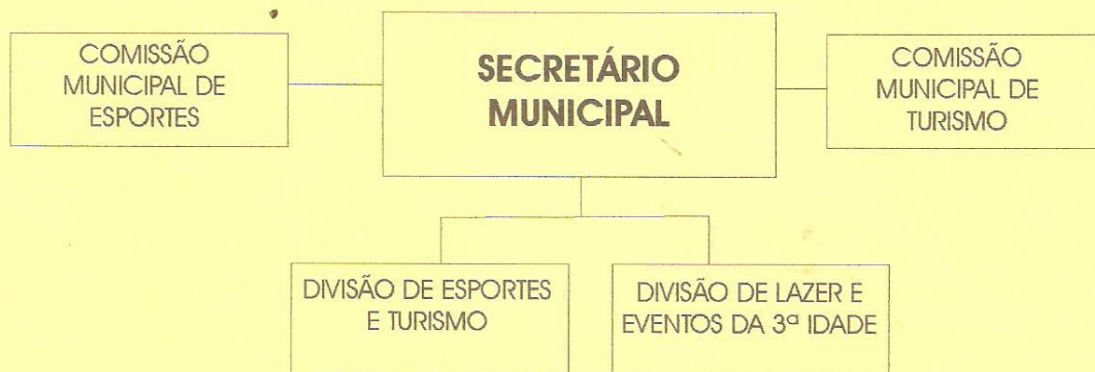 COMISSÃO
MUNICIPAL DE
ESPORTES
SECRETÁRIO
MUNICIPAL
COMISSÃO
MUNICIPAL DE
TURISMO
DIVISÃO DE ESPORTES
E TURISMO
DIVISÃO DE LAZER E
EVENTOS DA 3ª IDADE